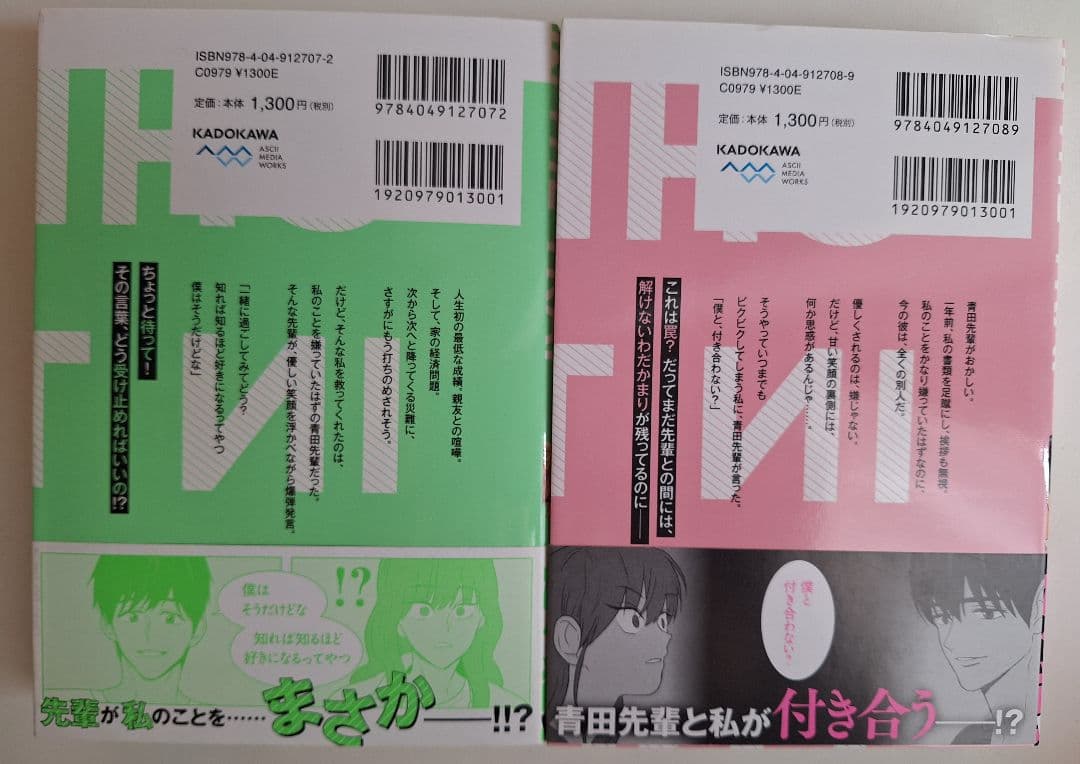 ISBN978-4-04-912707-2
C0979 ¥1300E
定価:本体 1,300円(税別)
KADOKAWA
ASCII
MEDIA
WORKS
9784049127072
1920979013001
人生初の最低な成績。親友との喧嘩。
そして、家の経済問題。
次から次へと降ってくる災難に、
さすがにもう打ちのめされそう。
だけど、そんな私を救ってくれたのは、
私のことを嫌っていたはずの青田先輩だった。
そんな先輩が、優しい笑顔を浮かべながら爆弾発言。
「一緒に過ごしてみてどう?
知れば知るほど好きになるってやつ
僕はそうだけどな」
ちょっと待って!
その言葉、どう受け止めればいいの!?
僕は
そうだけどな
知れば知るほど
好きになるってやつ
!?
先輩が私のことを……まさか——!!?
ISBN978-4-04-912708-9
C0979 ¥1300E
定価:本体 1,300円(税別)
KADOKAWA
ASCII
MEDIA
WORKS
9784049127089
1920979013001
青田先輩がおかしい。
一年前、私の書類を足蹴にし、挨拶も無視。
私のことをかなり嫌っていたはずなのに、
今の彼は、全くの別人だ。
優しくされるのは、嫌じゃない。
だけど、甘い笑顔の裏側には、
何か思惑があるんじゃ……。
そうやっていつまでも
ビクビクしてしまう私に、青田先輩が言った。
「僕と、付き合わない?」
これは罠? だってまだ先輩との間には、
解けないわだかまりが残ってるのに——
僕と
付き合わない?
青田先輩と私が付き合う——!?